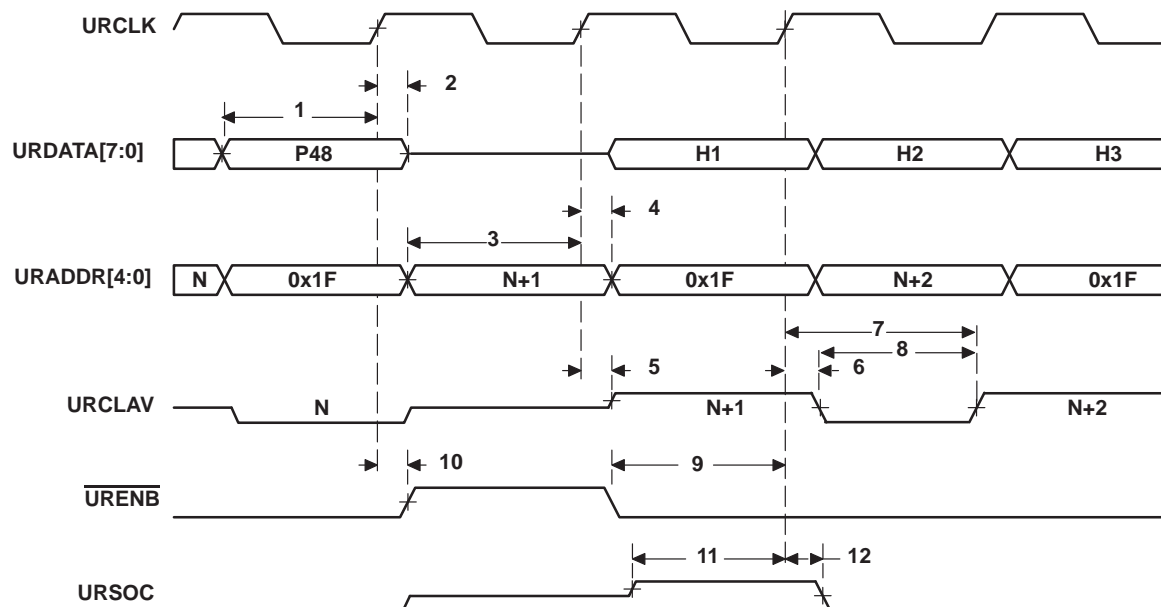 URCLK
2
1
URDATA[7:0]
P48
H1
H2
H3
4
3
URADDR[4:0]
N
0x1F
N+1
0x1F
N+2
0x1F
7
8
5
6
URCLAV
N
N+1
N+2
10
9
URENB
11
12
URSOC